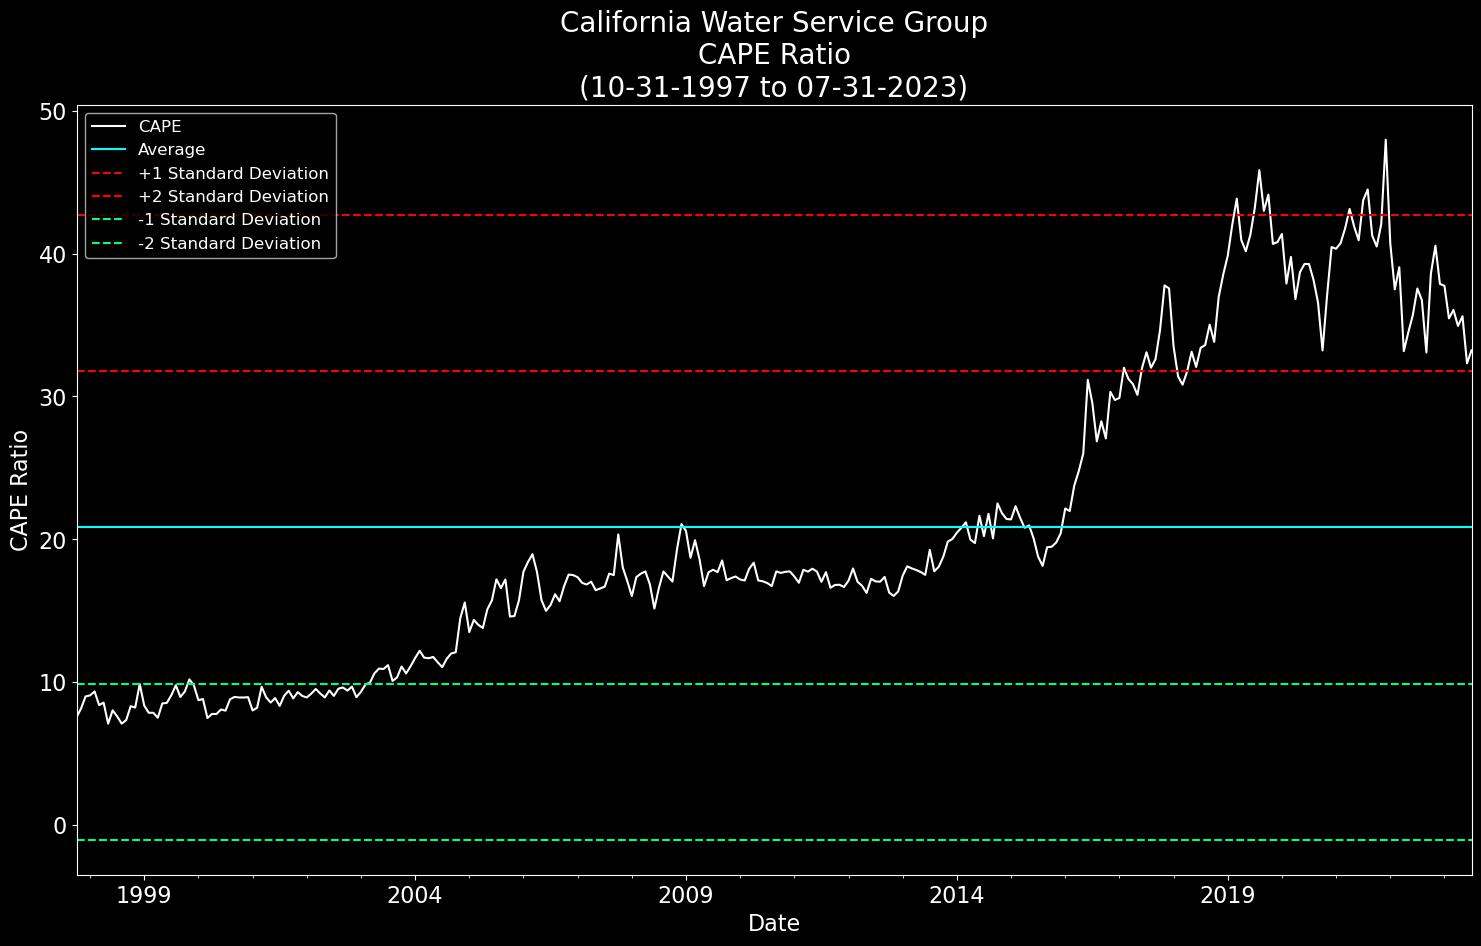 California Water Service Group
CAPE Ratio
(10-31-1997 to 07-31-2023)
50
40
30
20
10
0
CAPE Ratio
CAPE
Average
+1 Standard Deviation
+2 Standard Deviation
-1 Standard Deviation
-2 Standard Deviation
1999
2004
2009
2014
2019
Date